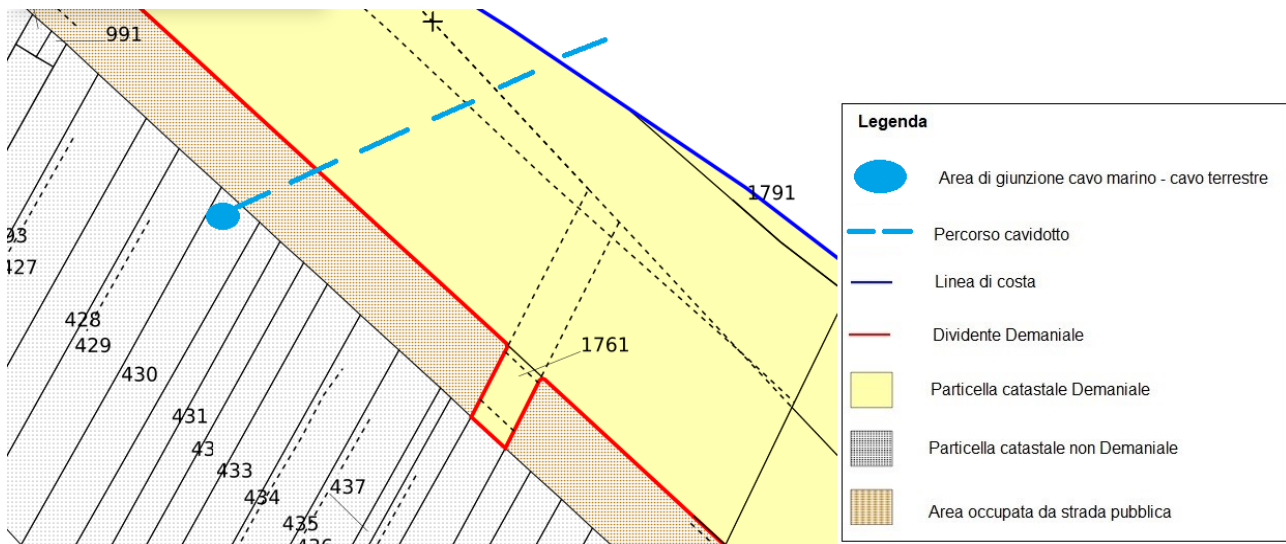 991
1791
93
427
428
429
1761
430
431
43
433
434
437
435
436
Legenda
Area di giunzione cavo marino - cavo terrestre
Percorso cavidotto
Linea di costa
Dividente Demaniale
Particella catastale Demaniale
Particella catastale non Demaniale
Area occupata da strada pubblica